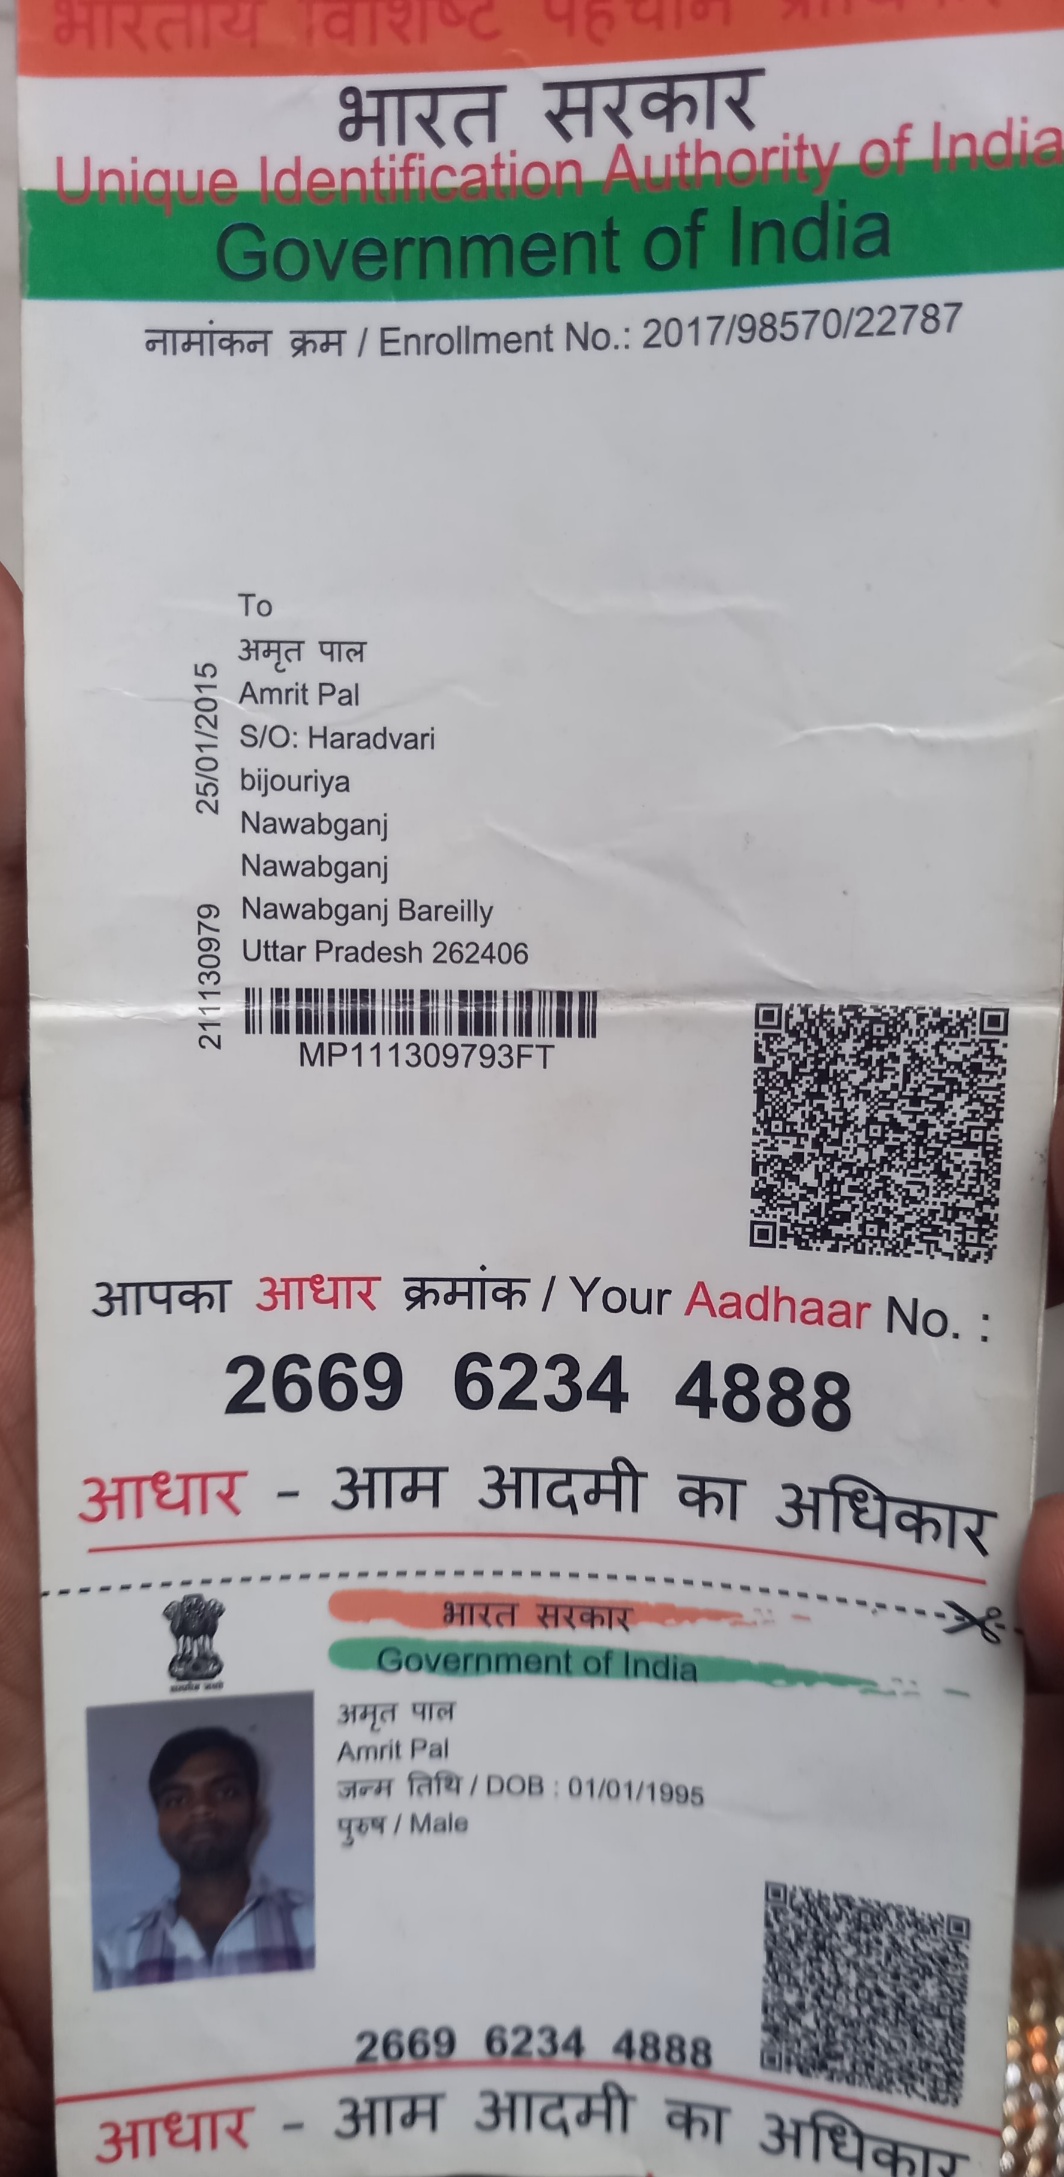 भारतीय विशिष्ट पहचान
भारत सरकार
Unique Identification Authority of India
Government of India
नामांकन क्रम / Enrollment No.: 2017/98570/22787
To
अमृत पाल
Amrit Pal
S/O: Haradvari
bijouriya
Nawabganj
Nawabganj
Nawabganj Bareilly
Uttar Pradesh 262406
211130979 25/01/2015
MP111309793FT
आपका आधार क्रमांक / Your Aadhaar No. :
2669 6234 4888
आधार - आम आदमी का अधिकार
भारत सरकार
Government of India
अमृत पाल
Amrit Pal
जन्म तिथि / DOB : 01/01/1995
पुरुष / Male
2669 6234 4888
आधार - आम आदमी का अधिकार